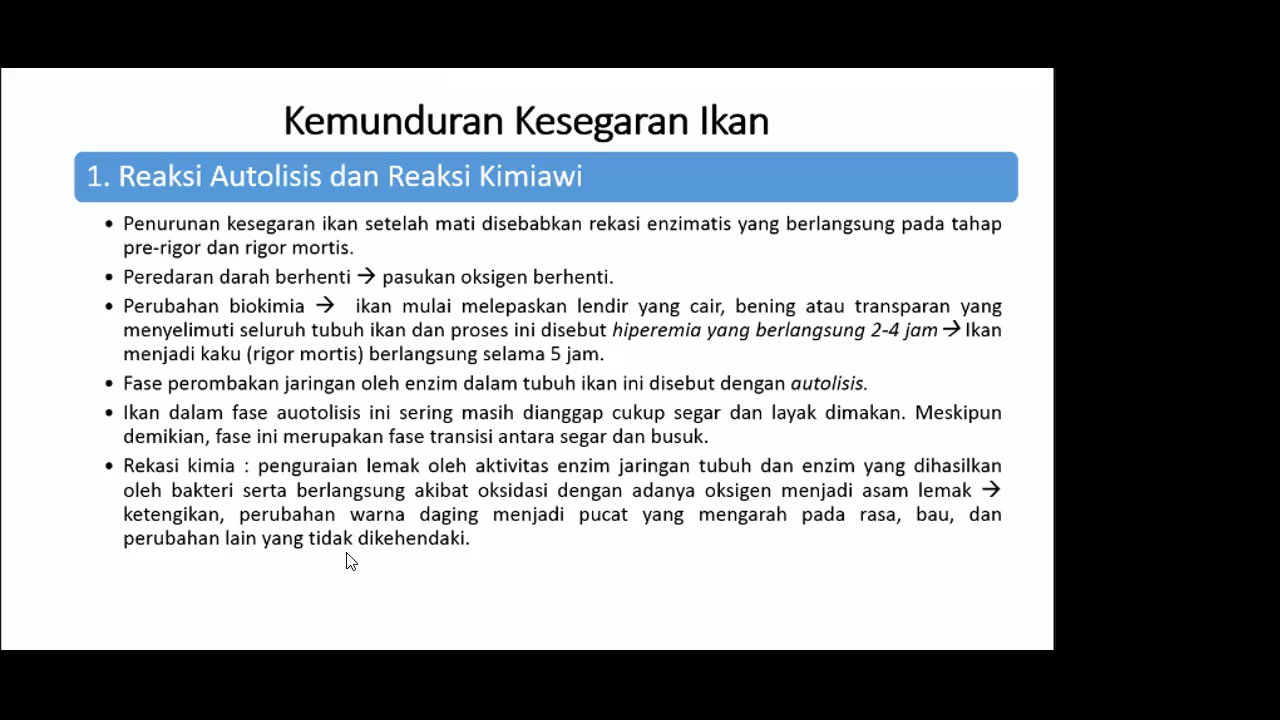 Kemunduran Kesegaran Ikan
1. Reaksi Autolisis dan Reaksi Kimiawi
• Penurunan kesegaran ikan setelah mati disebabkan rekasi enzimatis yang berlangsung pada tahap
pre-rigor dan rigor mortis.
• Peredaran darah berhenti → pasukan oksigen berhenti.
• Perubahan biokimia → ikan mulai melepaskan lendir yang cair, bening atau transparan yang
menyelimuti seluruh tubuh ikan dan proses ini disebut hiperemia yang berlangsung 2-4 jam → Ikan
menjadi kaku (rigor mortis) berlangsung selama 5 jam.
• Fase perombakan jaringan oleh enzim dalam tubuh ikan ini disebut dengan autolisis.
• Ikan dalam fase auotolisis ini sering masih dianggap cukup segar dan layak dimakan. Meskipun
demikian, fase ini merupakan fase transisi antara segar dan busuk.
• Rekasi kimia : penguraian lemak oleh aktivitas enzim jaringan tubuh dan enzim yang dihasilkan
oleh bakteri serta berlangsung akibat oksidasi dengan adanya oksigen menjadi asam lemak →
ketengikan, perubahan warna daging menjadi pucat yang mengarah pada rasa, bau, dan
perubahan lain yang tidak dikehendaki.